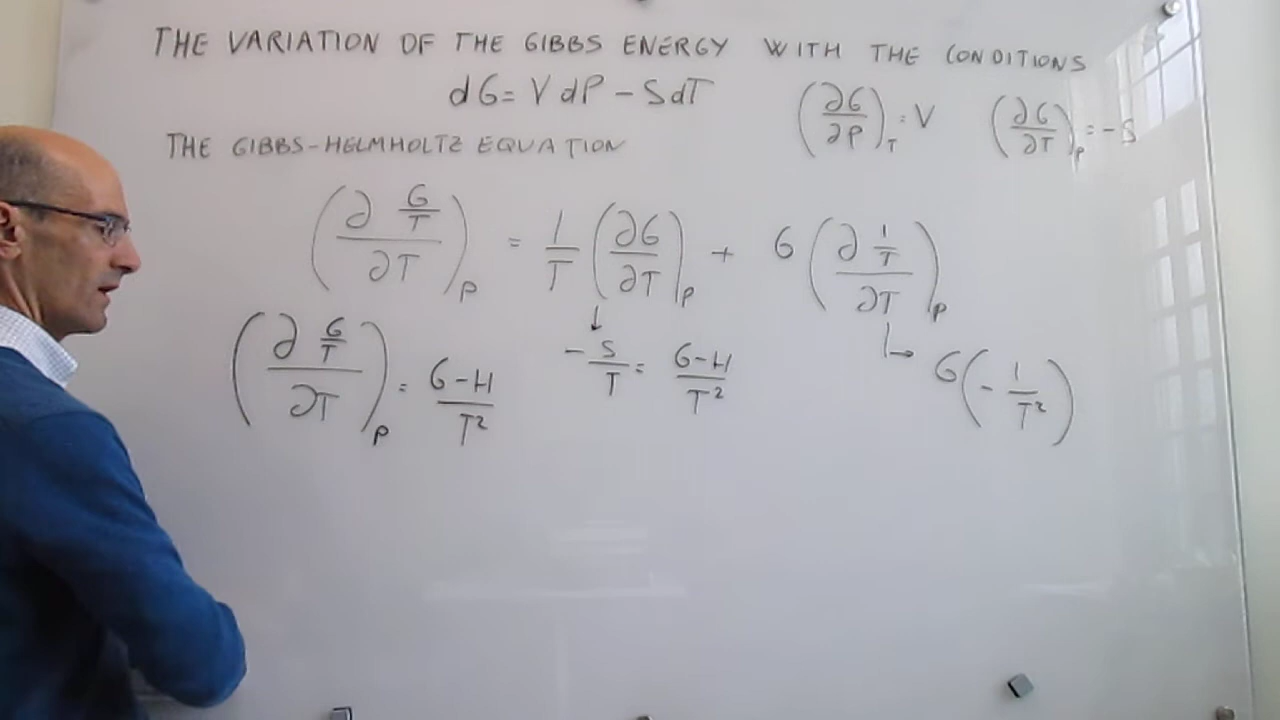 THE VARIATION OF THE GIBBS ENERGY WITH THE CONDITIONS
dG = V dP - S dT (∂G/∂P)_T = V (∂G/∂T)_P = -S
THE GIBBS-HELMHOLTZ EQUATION
(∂ G/T / ∂T)_P = 1/T (∂G/∂T)_P + G (∂ 1/T / ∂T)_P
(∂ G/T / ∂T)_P = G-H/T² ↓ -S/T = G-H/T² ↳ G(-1/T²)